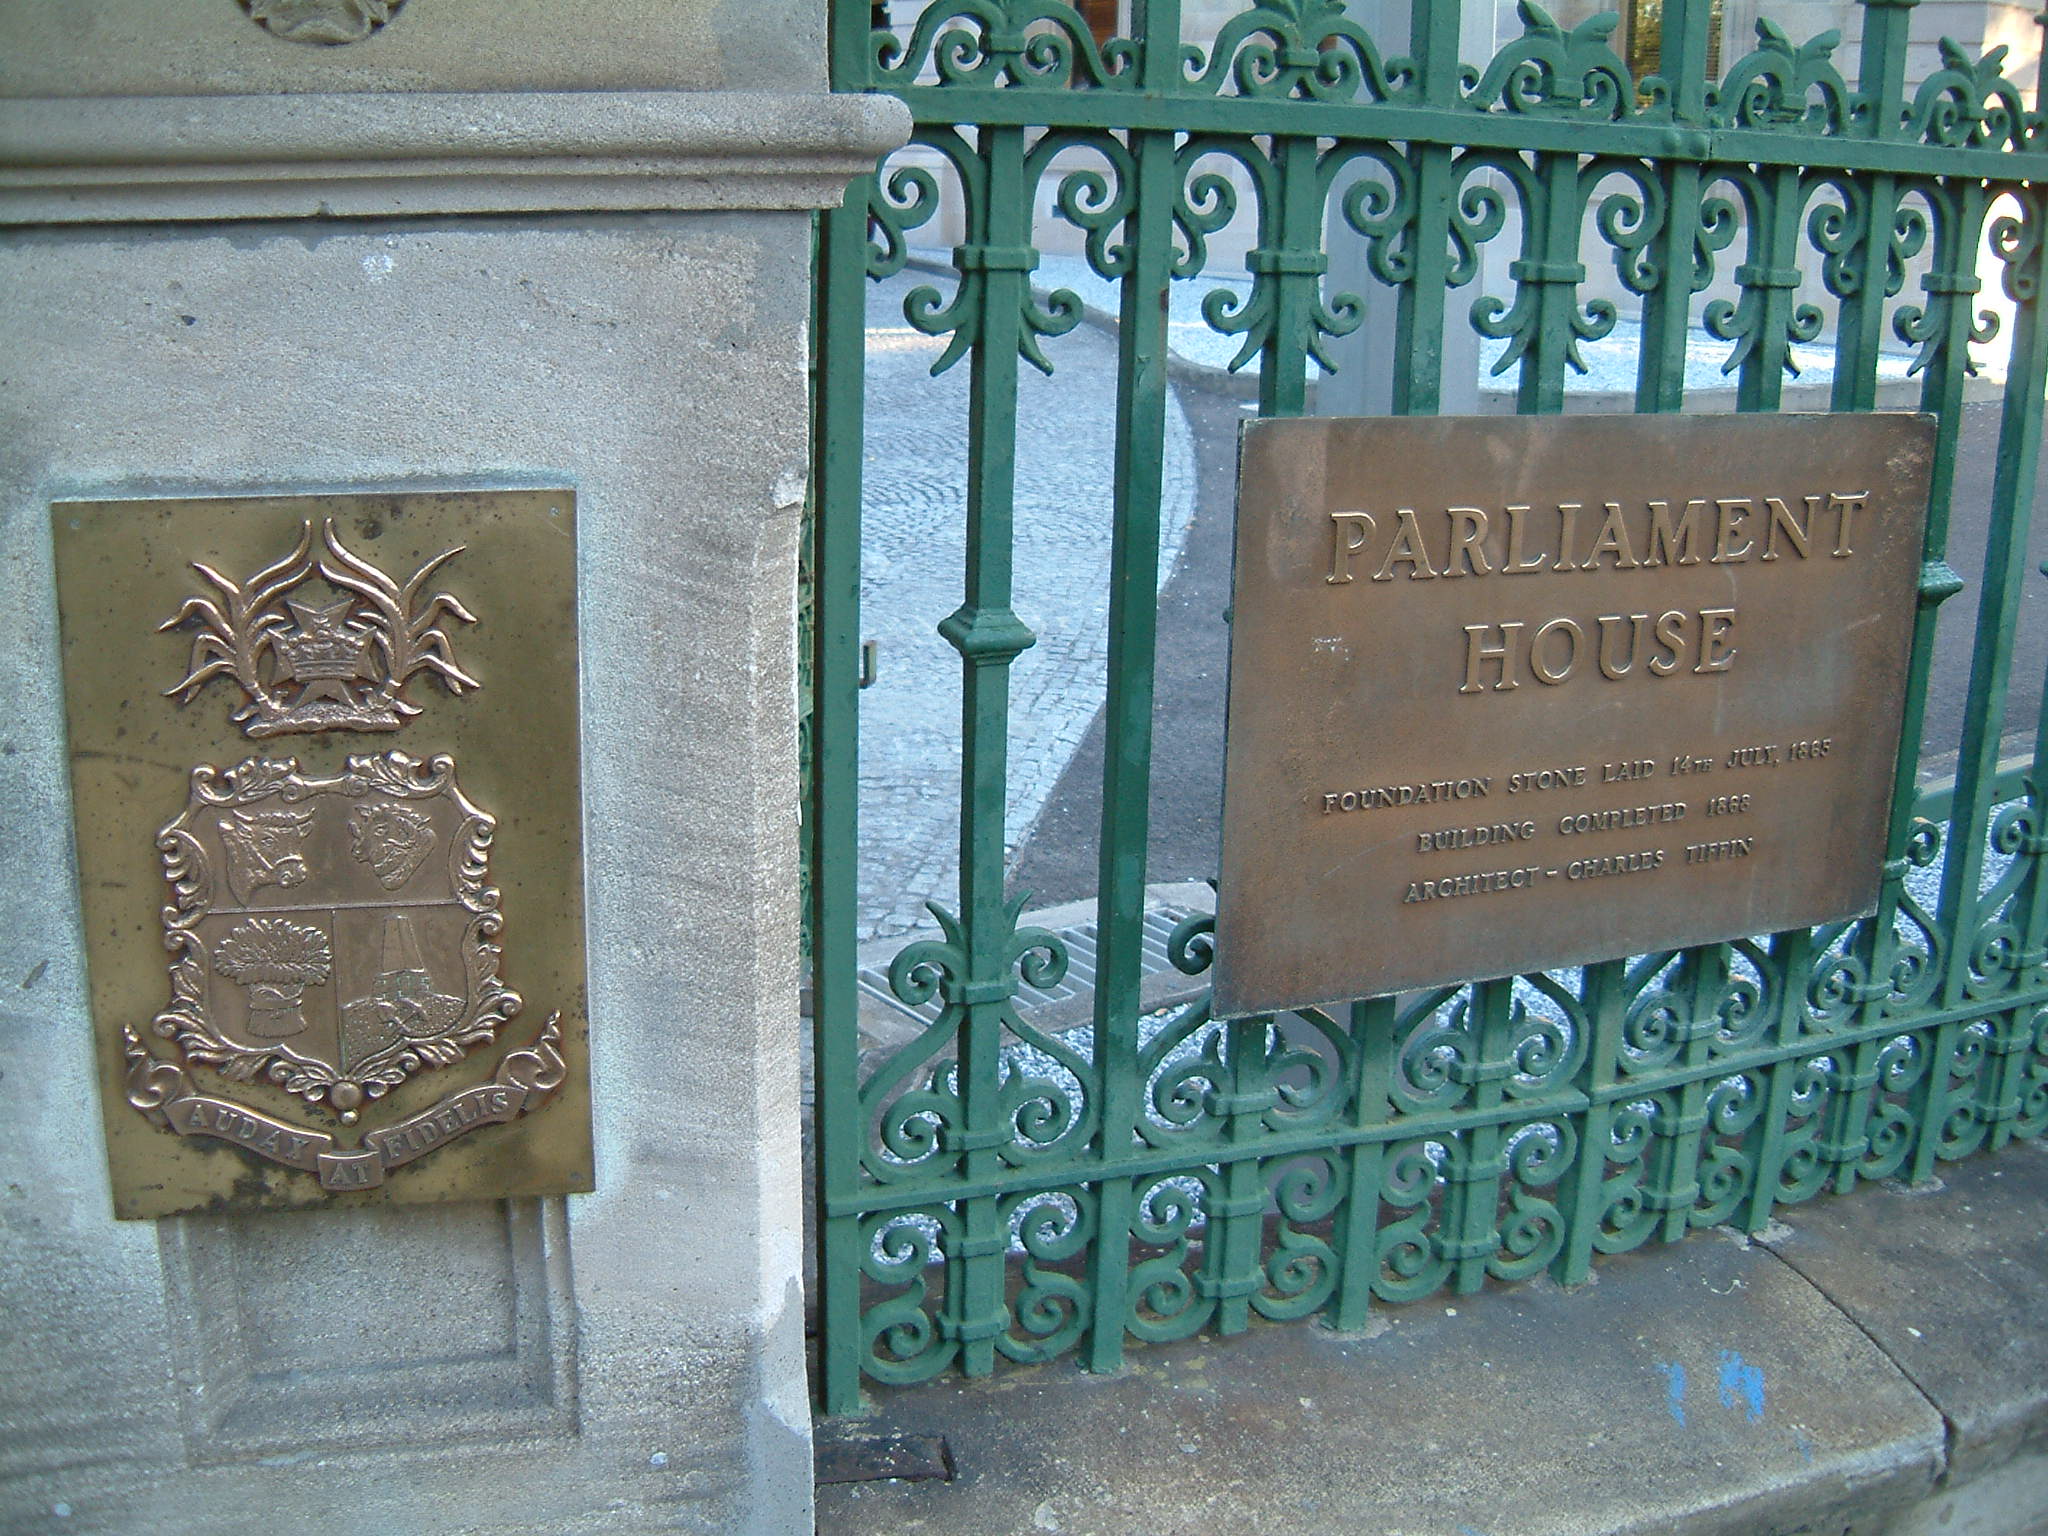 AUDAX AT FIDELIS
PARLIAMENT
HOUSE
FOUNDATION STONE LAID 14TH JULY, 1865
BUILDING COMPLETED 1868
ARCHITECT - CHARLES TIFFIN